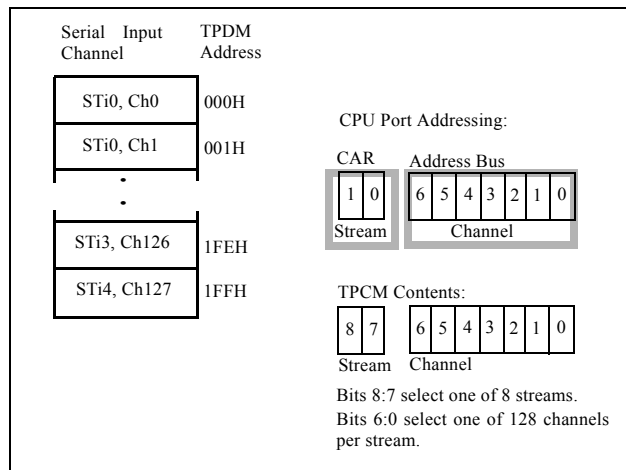 Serial Input Channel
TPDM Address
STi0, Ch0
000H
STi0, Ch1
001H
STi3, Ch126
1FEH
STi4, Ch127
1FFH
CPU Port Addressing:
CAR
Address Bus
1 0
6 5 4 3 2 1 0
Stream
Channel
TPCM Contents:
8 7
6 5 4 3 2 1 0
Stream Channel
Bits 8:7 select one of 8 streams.
Bits 6:0 select one of 128 channels
per stream.